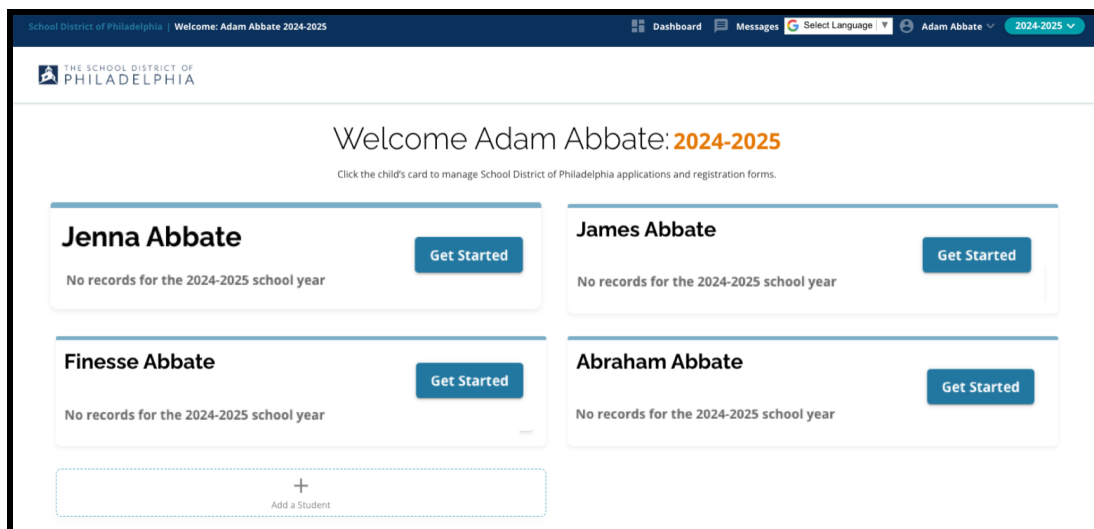 School District of Philadelphia | Welcome: Adam Abbate 2024-2025
Dashboard
Messages
Select Language
Adam Abbate
2024-2025
THE SCHOOL DISTRICT OF
PHILADELPHIA
Welcome Adam Abbate: 2024-2025
Click the child's card to manage School District of Philadelphia applications and registration forms.
Jenna Abbate
Get Started
No records for the 2024-2025 school year
James Abbate
Get Started
No records for the 2024-2025 school year
Finesse Abbate
Get Started
No records for the 2024-2025 school year
Abraham Abbate
Get Started
No records for the 2024-2025 school year
+
Add a Student